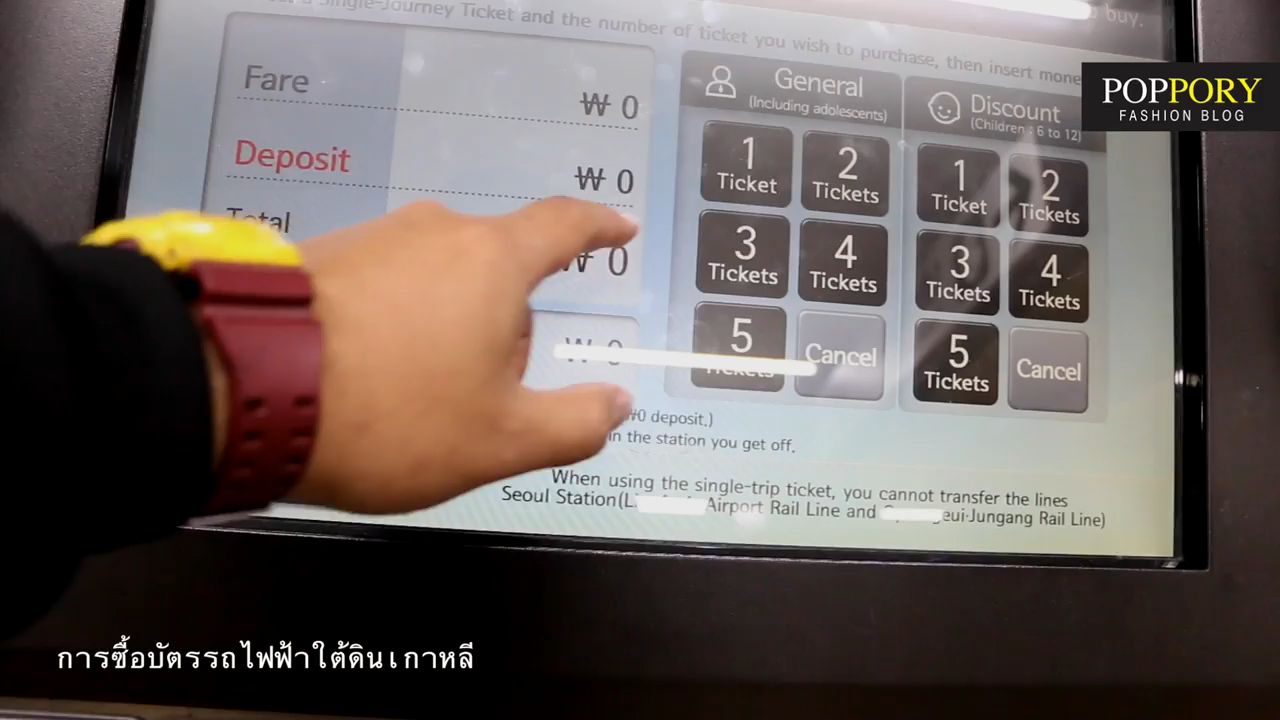 Single-Journey Ticket and the number of ticket you wish to purchase, then insert
buy.
POPPORY
FASHION BLOG
Fare
₩ 0
Deposit
₩ 0
Total
₩ 0
₩ 0
General
(Including adolescents)
1 Ticket
2 Tickets
3 Tickets
4 Tickets
5 Tickets
Cancel
Discount
(Children : 6 to 12)
1 Ticket
2 Tickets
3 Tickets
4 Tickets
5 Tickets
Cancel
₩0 deposit.)
in the station you get off.
When using the single-trip ticket, you cannot transfer the lines
Seoul Station( Airport Rail Line and Rail Line)
การซื้อบัตรรถไฟฟ้าใต้ดินเกาหลี